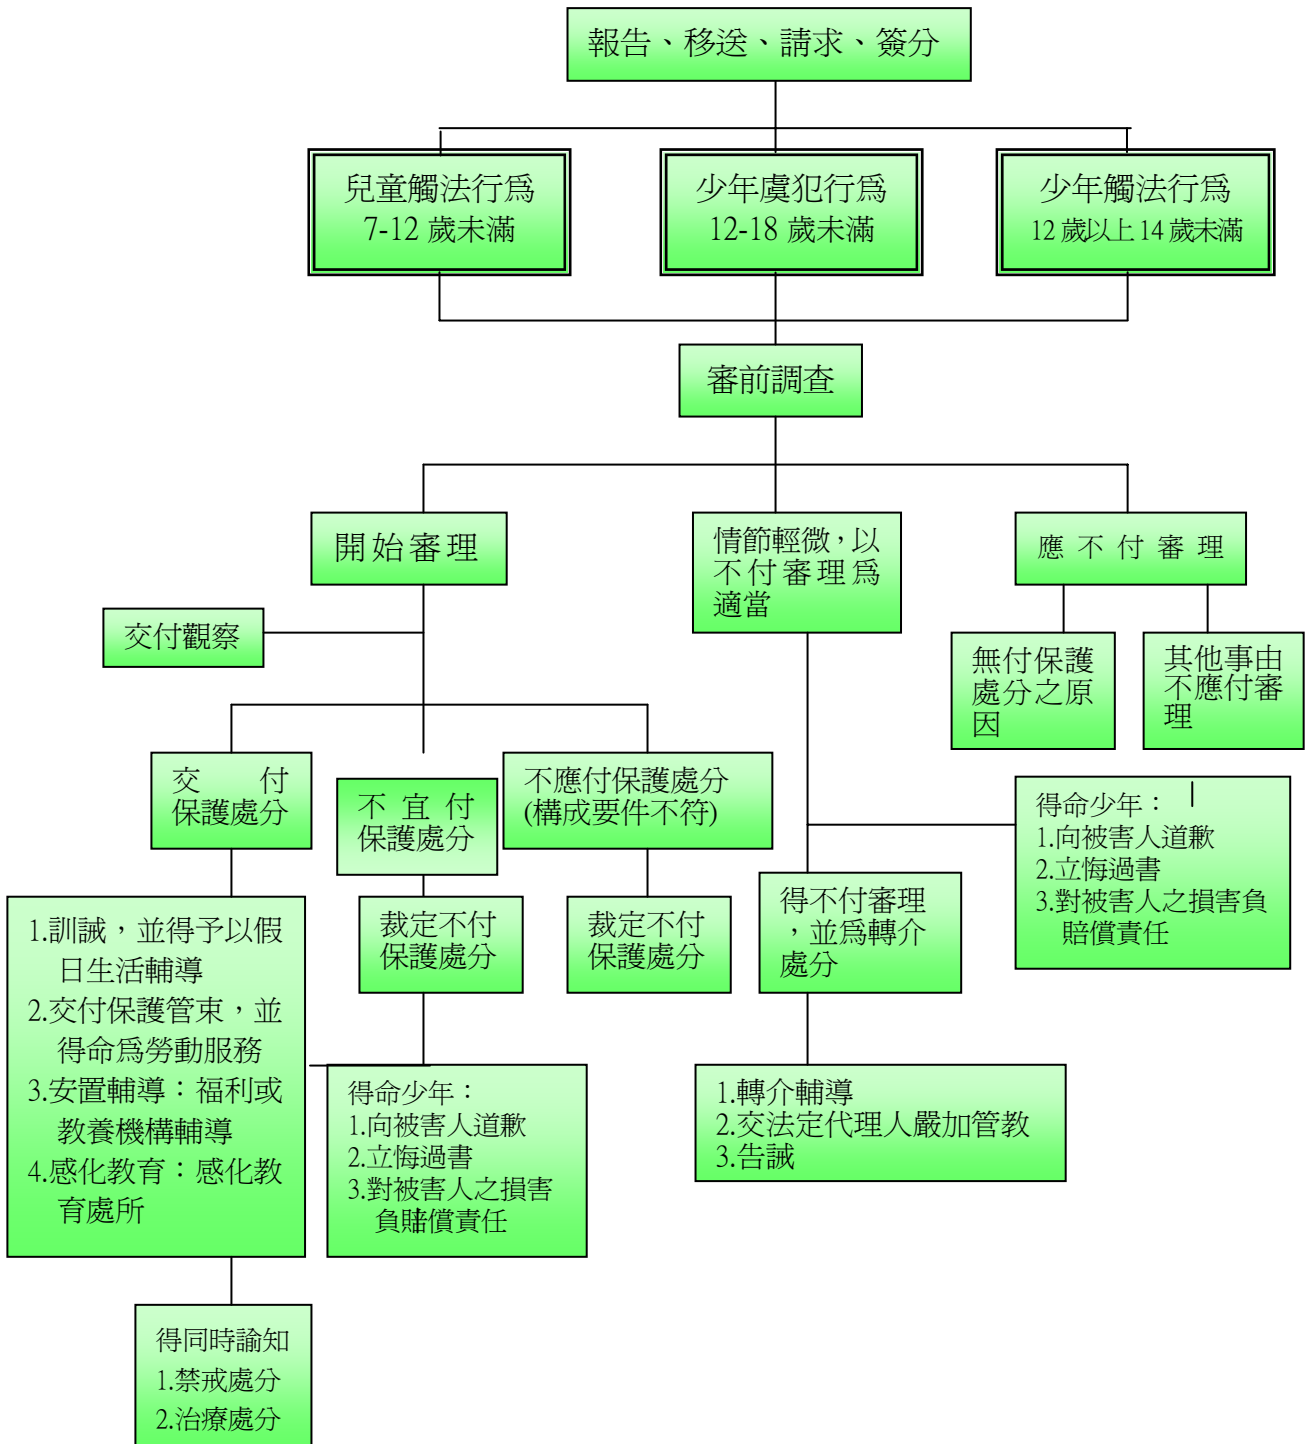 報告、移送、請求、簽分
兒童觸法行為
7-12 歲未滿
少年虞犯行為
12-18 歲未滿
少年觸法行為
12 歲以上 14 歲未滿
審前調查
開始審理
情節輕微，以
不付審理為
適當
應不付審理
交付觀察
無付保護
處分之原
因
其他事由
不應付審
理
交付
保護處分
不宜付
保護處分
不應付保護處分
(構成要件不符)
得命少年：
1.向被害人道歉
2.立悔過書
3.對被害人之損害負
賠償責任
1.訓誡，並得予以假
日生活輔導
2.交付保護管束，並
得命為勞動服務
3.安置輔導：福利或
教養機構輔導
4.感化教育：感化教
育處所
裁定不付
保護處分
裁定不付
保護處分
得不付審理
，並為轉介
處分
得命少年：
1.向被害人道歉
2.立悔過書
3.對被害人之損害
負賠償責任
1.轉介輔導
2.交法定代理人嚴加管教
3.告誡
得同時諭知
1.禁戒處分
2.治療處分